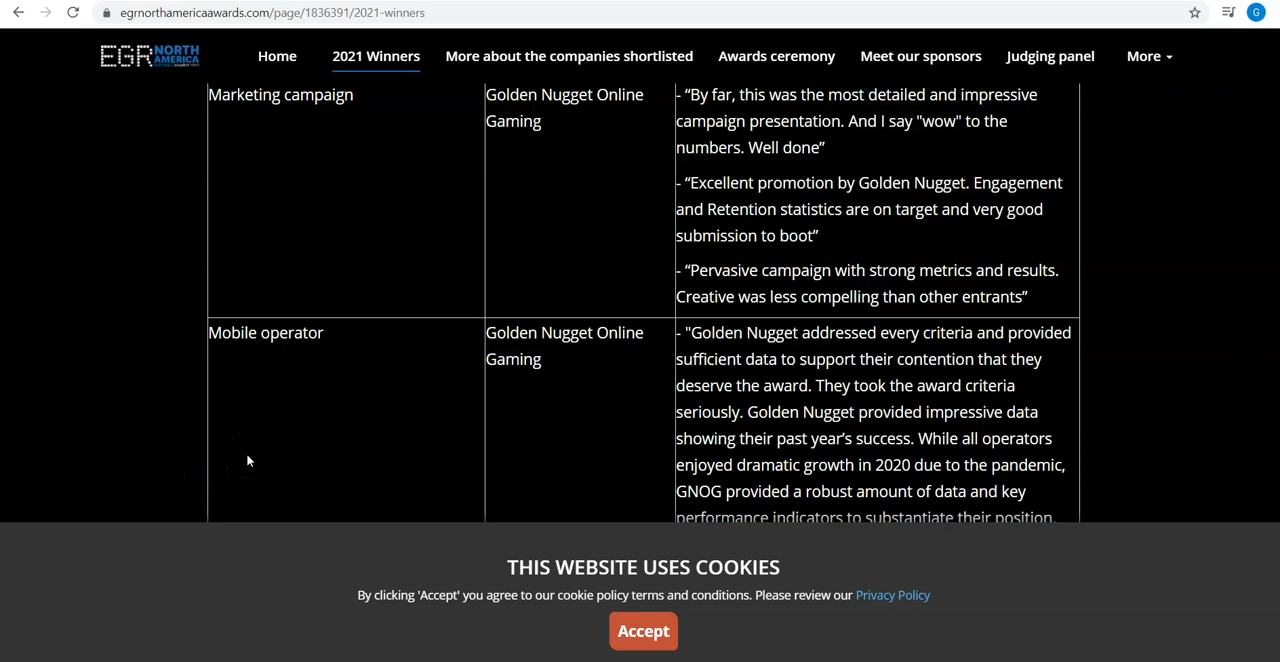 egrnorthamericaawards.com/page/1836391/2021-winners
G
EGR NORTH AMERICA
Home 2021 Winners More about the companies shortlisted Awards ceremony Meet our sponsors Judging panel More
Marketing campaign
Golden Nugget Online
Gaming
- “By far, this was the most detailed and impressive
campaign presentation. And I say "wow" to the
numbers. Well done”
- “Excellent promotion by Golden Nugget. Engagement
and Retention statistics are on target and very good
submission to boot”
- “Pervasive campaign with strong metrics and results.
Creative was less compelling than other entrants”
Mobile operator
Golden Nugget Online
Gaming
- "Golden Nugget addressed every criteria and provided
sufficient data to support their contention that they
deserve the award. They took the award criteria
seriously. Golden Nugget provided impressive data
showing their past year’s success. While all operators
enjoyed dramatic growth in 2020 due to the pandemic,
GNOG provided a robust amount of data and key
performance indicators to substantiate their position.
THIS WEBSITE USES COOKIES
By clicking 'Accept' you agree to our cookie policy terms and conditions. Please review our Privacy Policy
Accept